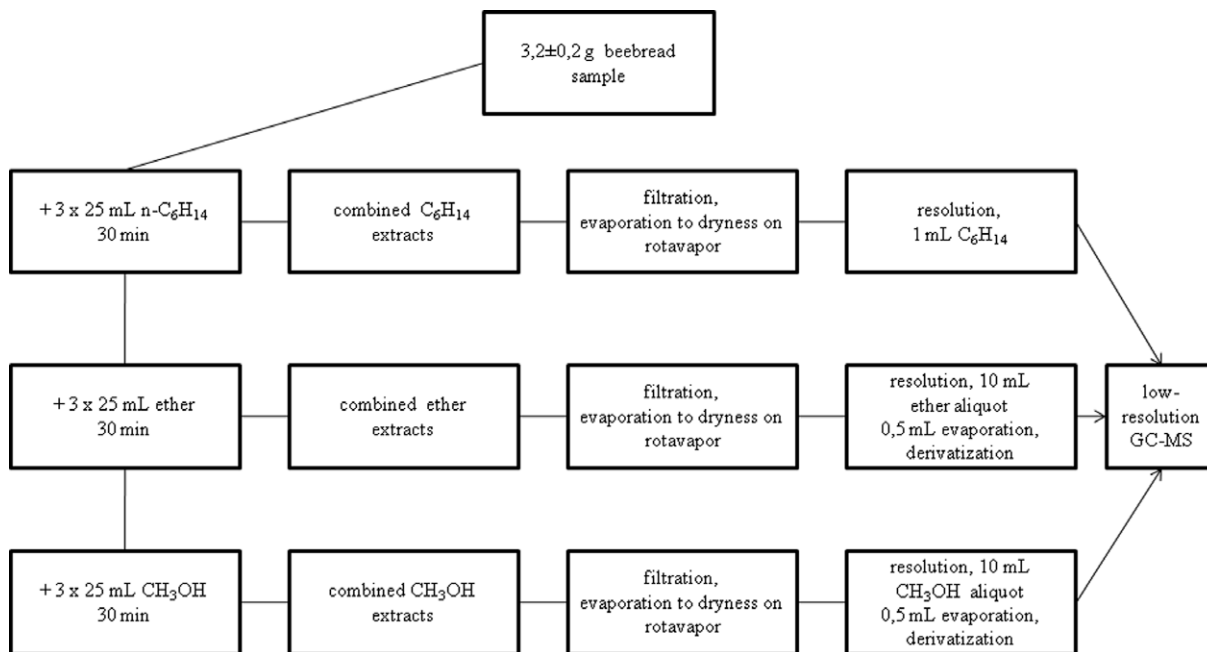 3,2±0,2 g beebread
sample
+ 3 x 25 mL n-C₆H₁₄
30 min
combined C₆H₁₄
extracts
filtration,
evaporation to dryness on
rotavapor
resolution,
1 mL C₆H₁₄
+ 3 x 25 mL ether
30 min
combined ether
extracts
filtration,
evaporation to dryness on
rotavapor
resolution, 10 mL
ether aliquot
0,5 mL evaporation,
derivatization
low-
resolution
GC-MS
+ 3 x 25 mL CH₃OH
30 min
combined CH₃OH
extracts
filtration,
evaporation to dryness on
rotavapor
resolution, 10 mL
CH₃OH aliquot
0,5 mL evaporation,
derivatization